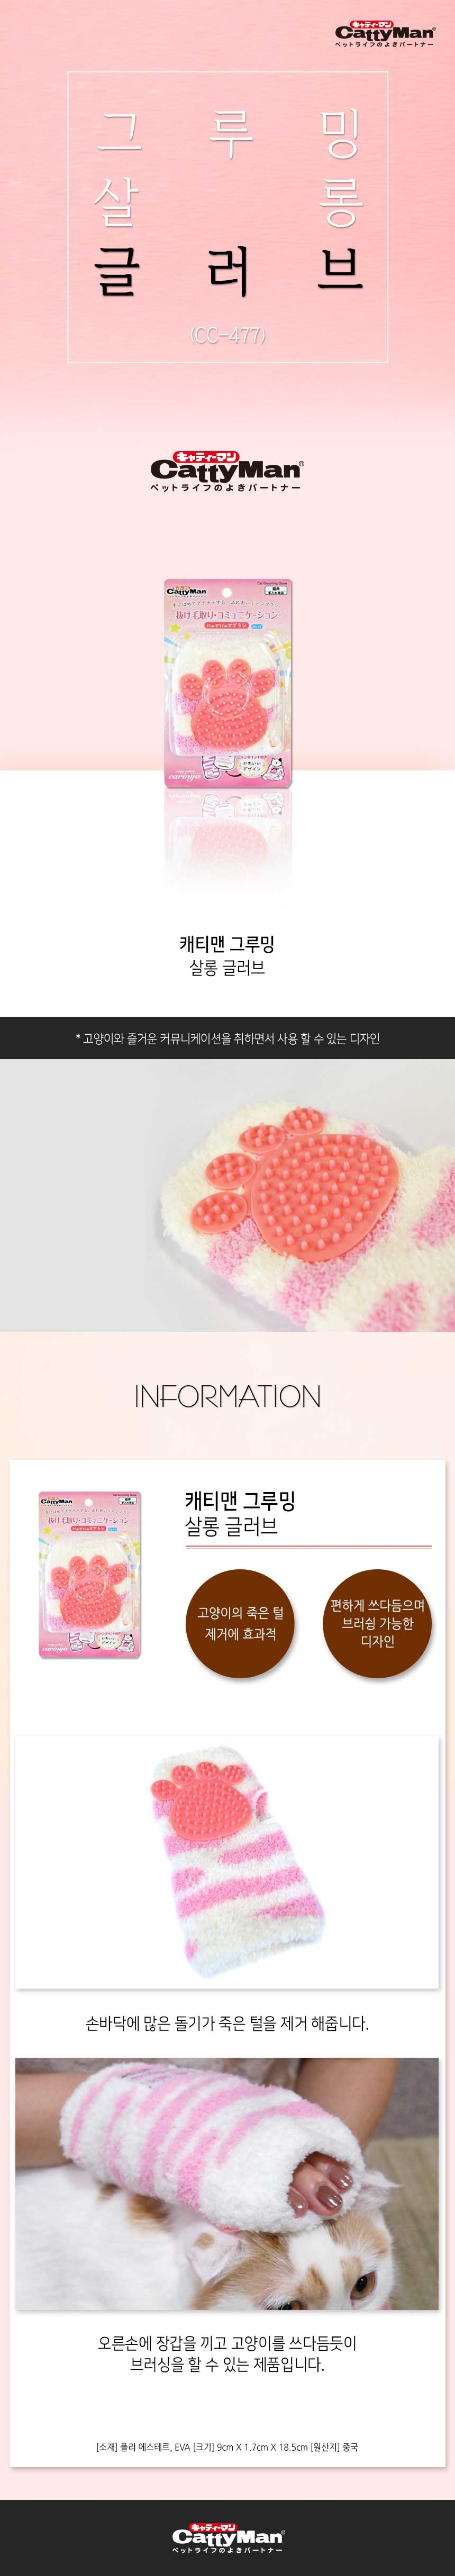 キャティーマン
CattyMan®
ペットライフのよきパートナー
그루밍
살롱
글러브
(CC-477)
キャティーマン
CattyMan®
ペットライフのよきパートナー
CattyMan
抜け毛取り・コミュニケーション
캐티맨 그루밍
살롱 글러브
* 고양이와 즐거운 커뮤니케이션을 취하면서 사용 할 수 있는 디자인
INFORMATION
CattyMan
抜け毛取り・コミュニケーション
캐티맨 그루밍
살롱 글러브
고양이의 죽은 털
제거에 효과적
편하게 쓰다듬으며
브러슁 가능한
디자인
손바닥에 많은 돌기가 죽은 털을 제거 해줍니다.
오른손에 장갑을 끼고 고양이를 쓰다듬듯이
브러싱을 할 수 있는 제품입니다.
[소재] 폴리 에스테르, EVA [크기] 9cm X 1.7cm X 18.5cm [원산지] 중국
キャティーマン
CattyMan®
ペットライフのよきパートナー